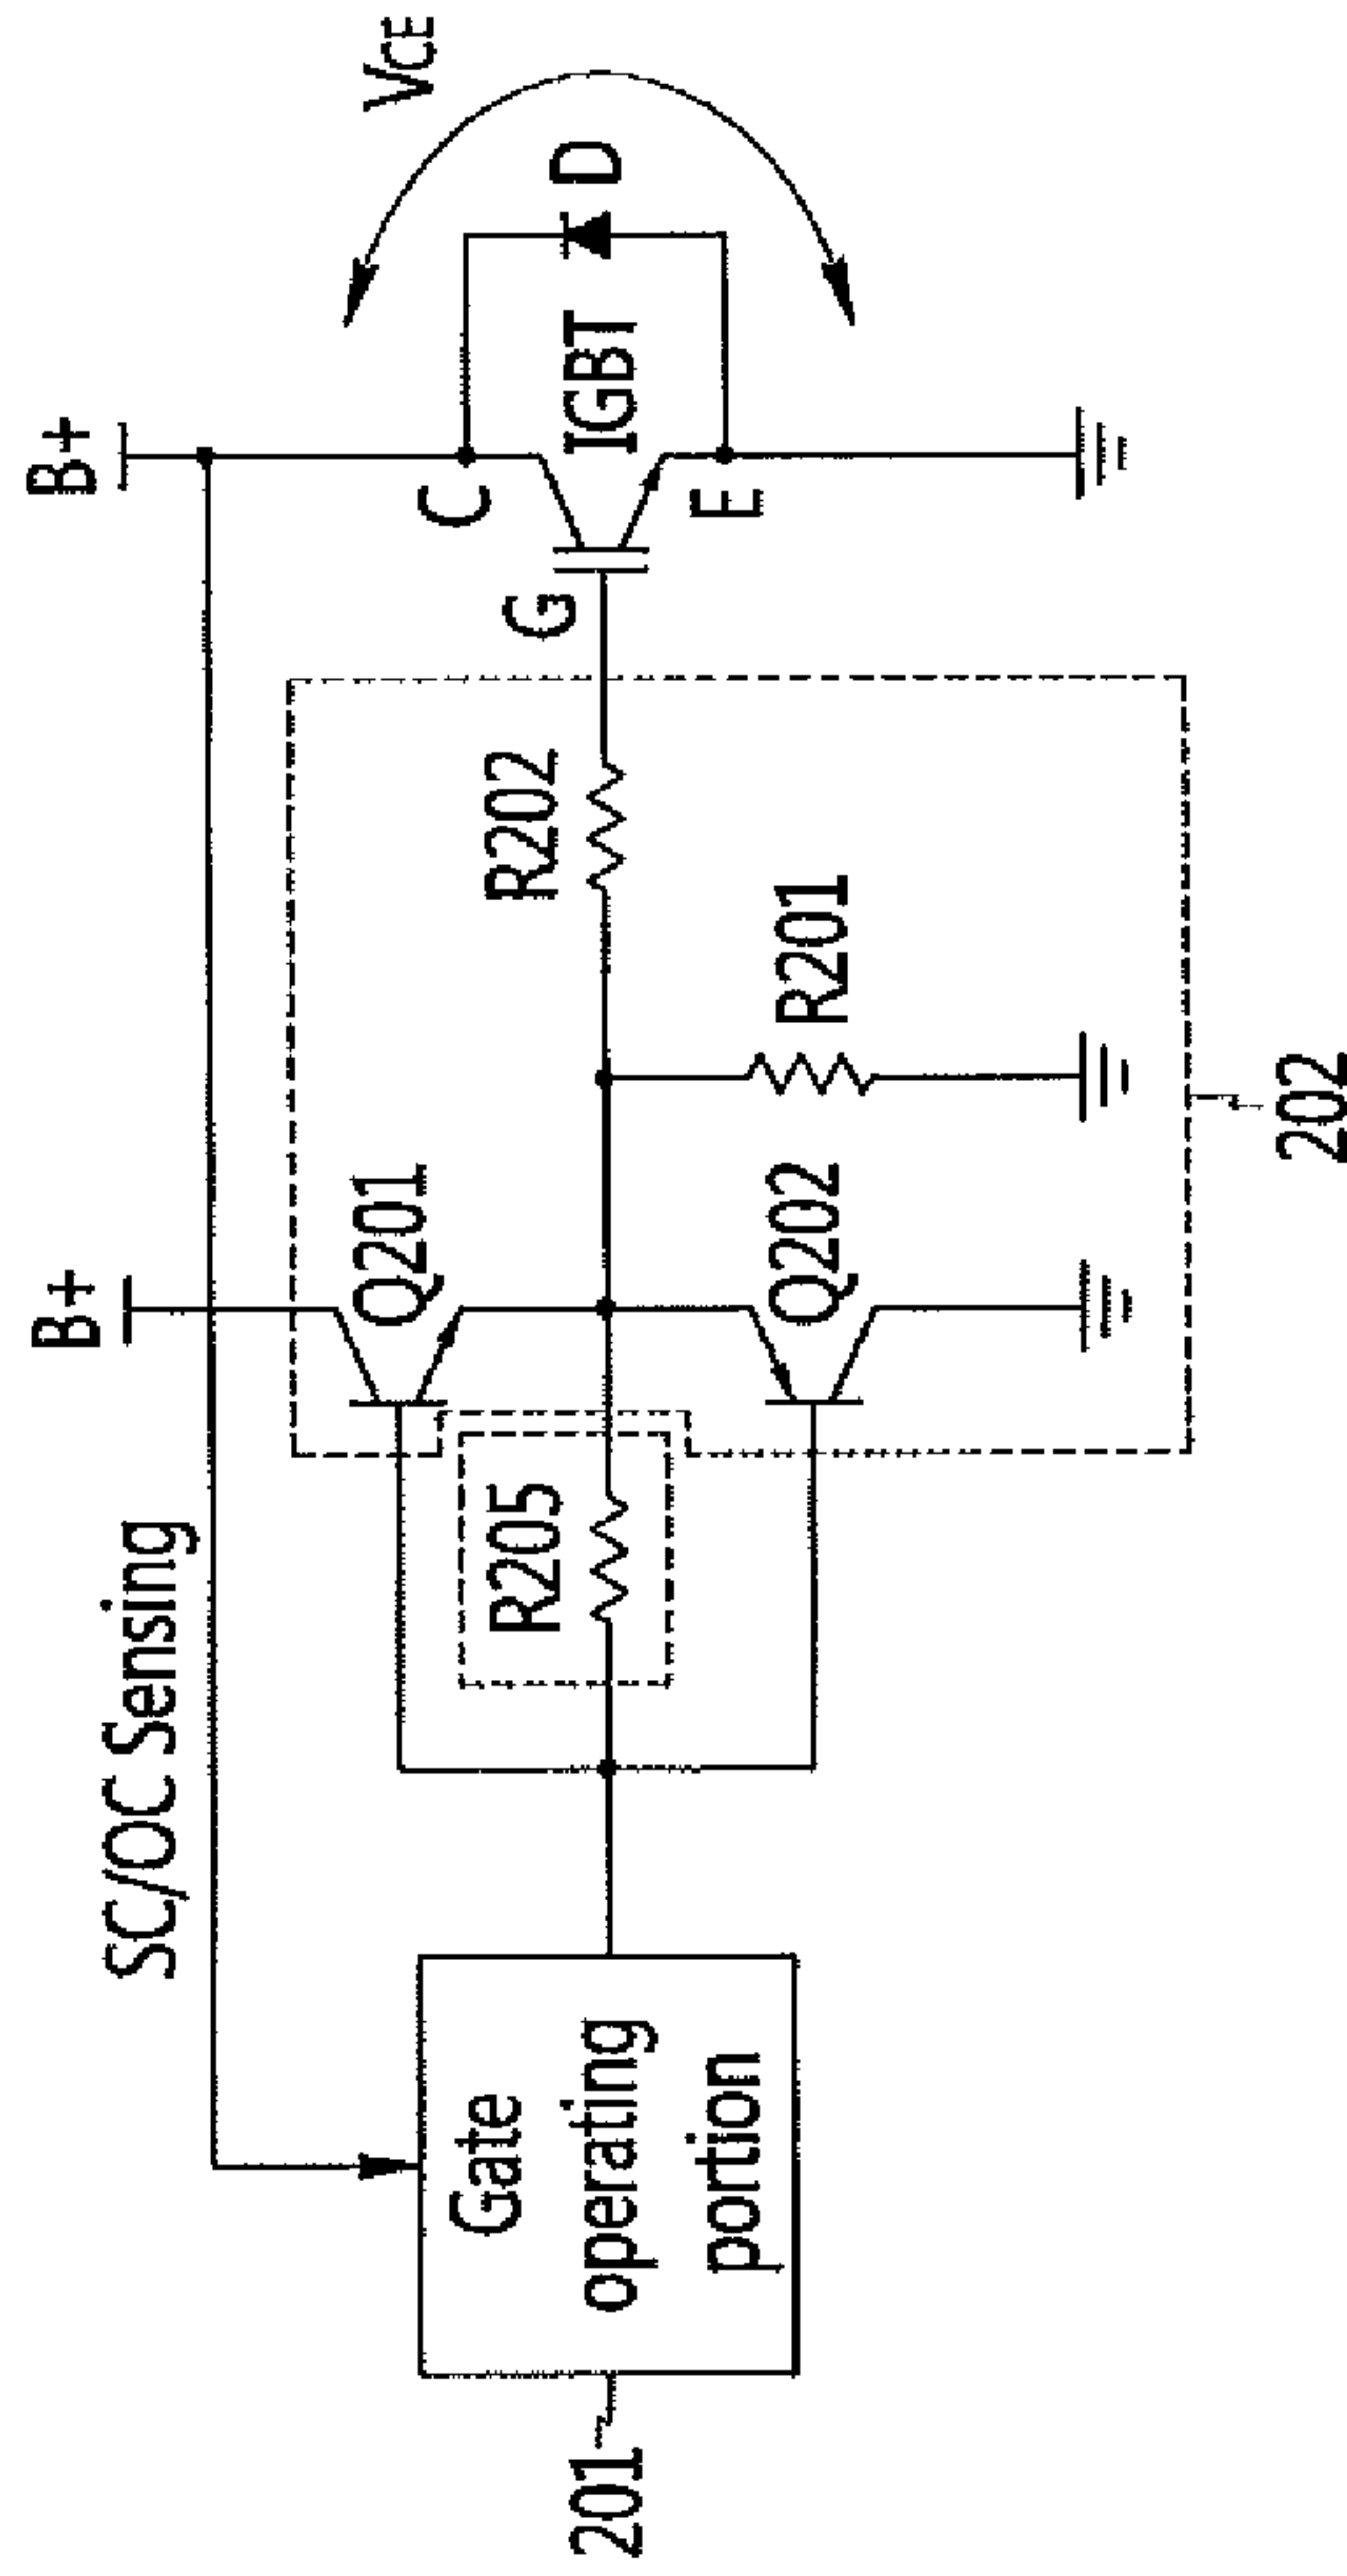 SC/OC Sensing
B+
B+
VCE
Q201
C
D
R205
R202
G
IGBT
Gate
operating
portion
201
E
Q202
R201
202